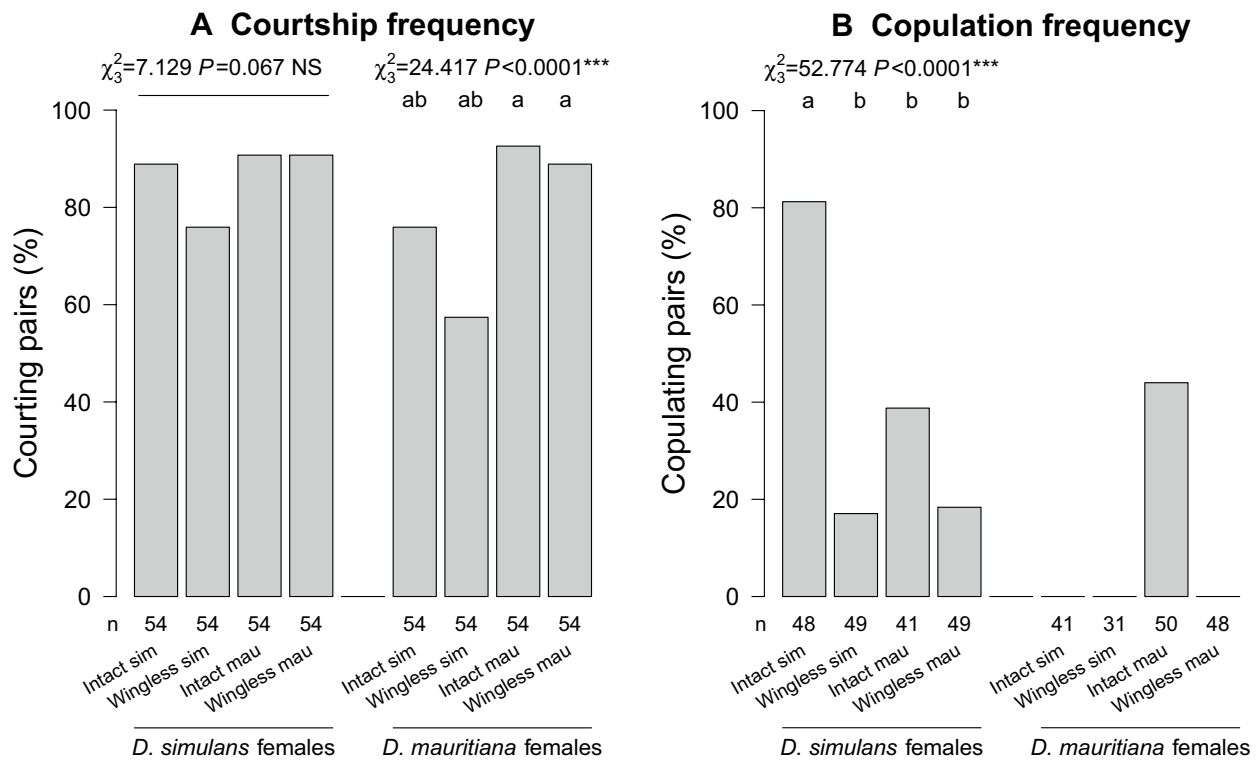 A Courtship frequency
χ²₃=7.129 P=0.067 NS
χ²₃=24.417 P<0.0001***
ab ab a a
Courting pairs (%)
100
80
60
40
20
0
n 54 54 54 54 54 54 54 54
Intact sim
Wingless sim
Intact mau
Wingless mau
Intact sim
Wingless sim
Intact mau
Wingless mau
D. simulans females
D. mauritiana females
B Copulation frequency
χ²₃=52.774 P<0.0001***
a b b b
Copulating pairs (%)
100
80
60
40
20
0
n 48 49 41 49 41 31 50 48
Intact sim
Wingless sim
Intact mau
Wingless mau
Intact sim
Wingless sim
Intact mau
Wingless mau
D. simulans females
D. mauritiana females